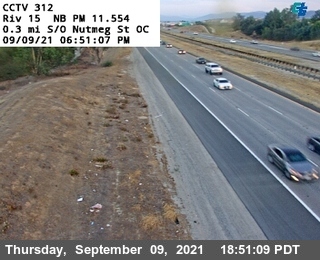 CCTV 312
Riv 15 NB PM 11.554
0.3 mi S/O Nutmeg St OC
09/09/21 06:51:07 PM
Thursday, September 09, 2021 18:51:09 PDT